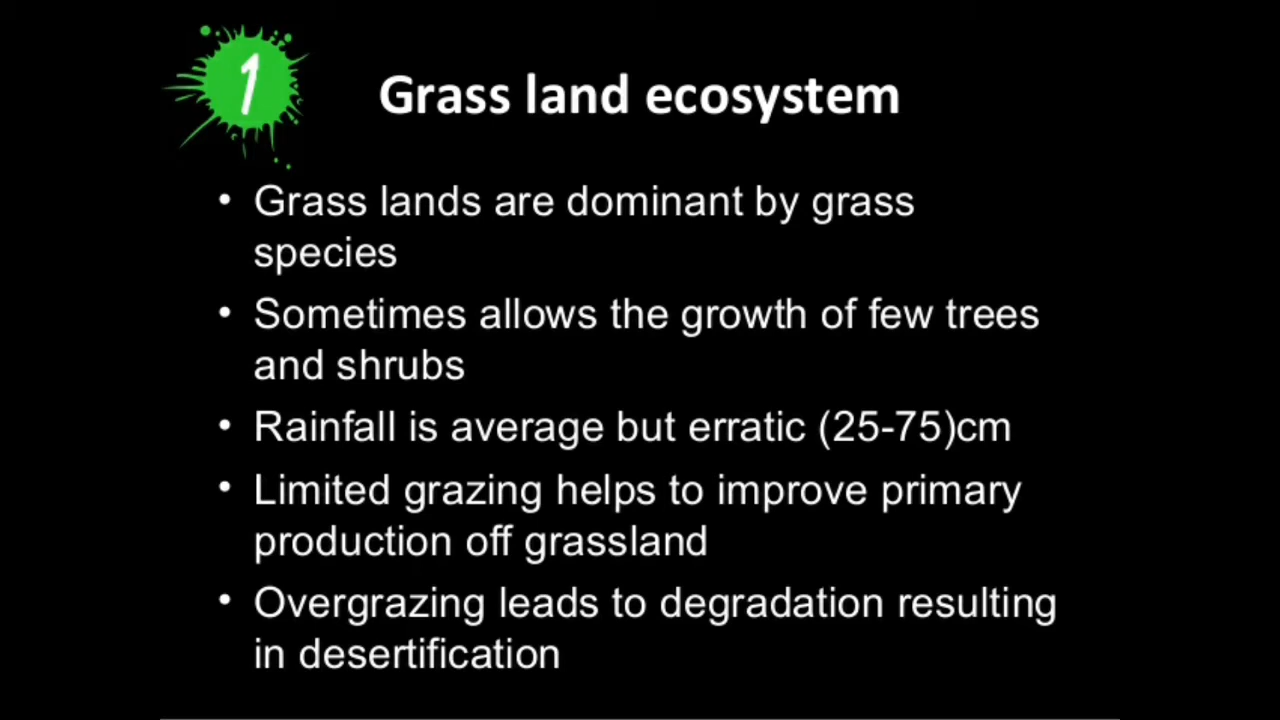 1
Grass land ecosystem
• Grass lands are dominant by grass
species
• Sometimes allows the growth of few trees
and shrubs
• Rainfall is average but erratic (25-75)cm
• Limited grazing helps to improve primary
production off grassland
• Overgrazing leads to degradation resulting
in desertification